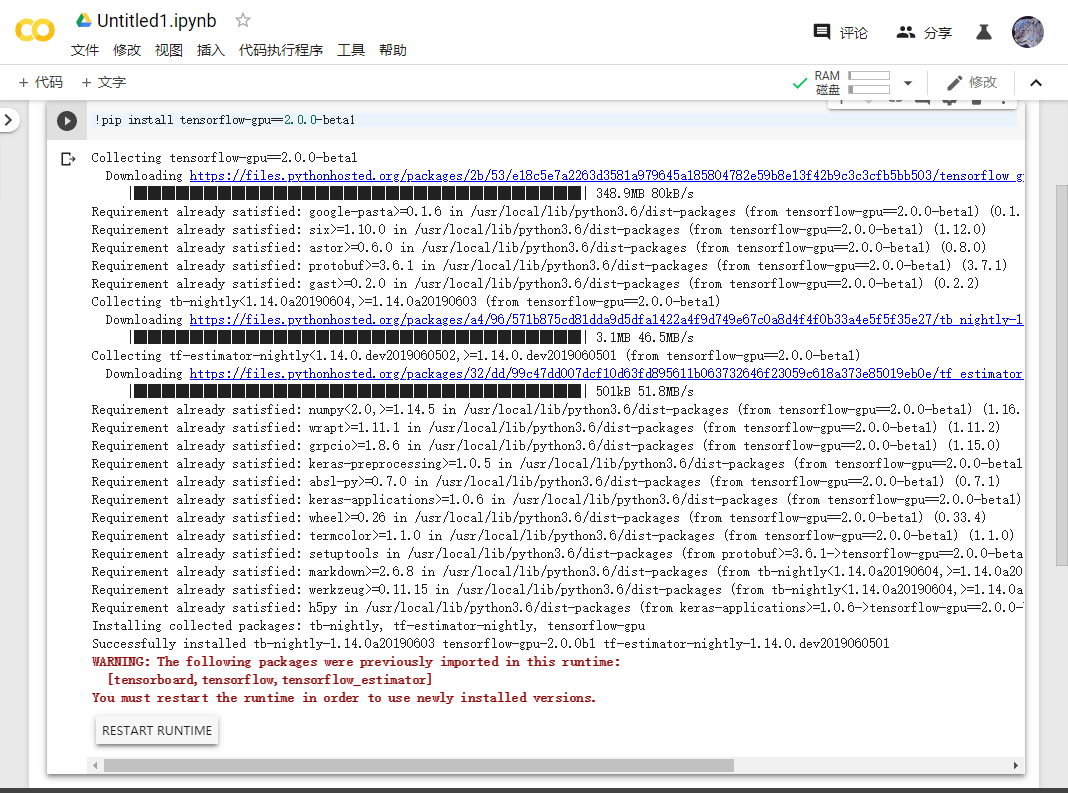 Untitled1.ipynb
评论
分享
文件 修改 视图 插入 代码执行程序 工具 帮助
+ 代码 + 文字
RAM
磁盘
修改
!pip install tensorflow-gpu==2.0.0-beta1
Collecting tensorflow-gpu==2.0.0-beta1
Downloading https://files.pythonhosted.org/packages/2b/53/e18c5e7a2263d3581a979645a185804782e59b8e13f42b9c3c3cfb5bb503/tensorflow_g
348.9MB 80kB/s
Requirement already satisfied: google-pasta>=0.1.6 in /usr/local/lib/python3.6/dist-packages (from tensorflow-gpu==2.0.0-beta1) (0.1.
Requirement already satisfied: six>=1.10.0 in /usr/local/lib/python3.6/dist-packages (from tensorflow-gpu==2.0.0-beta1) (1.12.0)
Requirement already satisfied: astor>=0.6.0 in /usr/local/lib/python3.6/dist-packages (from tensorflow-gpu==2.0.0-beta1) (0.8.0)
Requirement already satisfied: protobuf>=3.6.1 in /usr/local/lib/python3.6/dist-packages (from tensorflow-gpu==2.0.0-beta1) (3.7.1)
Requirement already satisfied: gast>=0.2.0 in /usr/local/lib/python3.6/dist-packages (from tensorflow-gpu==2.0.0-beta1) (0.2.2)
Collecting tb-nightly<1.14.0a20190604,>=1.14.0a20190603 (from tensorflow-gpu==2.0.0-beta1)
Downloading https://files.pythonhosted.org/packages/a4/96/571b875cd81dda9d5dfa1422a4f9d749e67c0a8d4f4f0b33a4e5f5f35e27/tb_nightly-1
3.1MB 46.5MB/s
Collecting tf-estimator-nightly<1.14.0.dev2019060502,>=1.14.0.dev2019060501 (from tensorflow-gpu==2.0.0-beta1)
Downloading https://files.pythonhosted.org/packages/32/dd/99c47dd007dcf10d63fd895611b063732646f23059c618a373e85019eb0e/tf_estimator
501kB 51.8MB/s
Requirement already satisfied: numpy<2.0,>=1.14.5 in /usr/local/lib/python3.6/dist-packages (from tensorflow-gpu==2.0.0-beta1) (1.16.
Requirement already satisfied: wrapt>=1.11.1 in /usr/local/lib/python3.6/dist-packages (from tensorflow-gpu==2.0.0-beta1) (1.11.2)
Requirement already satisfied: grpcio>=1.8.6 in /usr/local/lib/python3.6/dist-packages (from tensorflow-gpu==2.0.0-beta1) (1.15.0)
Requirement already satisfied: keras-preprocessing>=1.0.5 in /usr/local/lib/python3.6/dist-packages (from tensorflow-gpu==2.0.0-beta1
Requirement already satisfied: absl-py>=0.7.0 in /usr/local/lib/python3.6/dist-packages (from tensorflow-gpu==2.0.0-beta1) (0.7.1)
Requirement already satisfied: keras-applications>=1.0.6 in /usr/local/lib/python3.6/dist-packages (from tensorflow-gpu==2.0.0-beta1)
Requirement already satisfied: wheel>=0.26 in /usr/local/lib/python3.6/dist-packages (from tensorflow-gpu==2.0.0-beta1) (0.33.4)
Requirement already satisfied: termcolor>=1.1.0 in /usr/local/lib/python3.6/dist-packages (from tensorflow-gpu==2.0.0-beta1) (1.1.0)
Requirement already satisfied: setuptools in /usr/local/lib/python3.6/dist-packages (from protobuf>=3.6.1->tensorflow-gpu==2.0.0-beta
Requirement already satisfied: markdown>=2.6.8 in /usr/local/lib/python3.6/dist-packages (from tb-nightly<1.14.0a20190604,>=1.14.0a20
Requirement already satisfied: werkzeug>=0.11.15 in /usr/local/lib/python3.6/dist-packages (from tb-nightly<1.14.0a20190604,>=1.14.0a
Requirement already satisfied: h5py in /usr/local/lib/python3.6/dist-packages (from keras-applications>=1.0.6->tensorflow-gpu==2.0.0-
Installing collected packages: tb-nightly, tf-estimator-nightly, tensorflow-gpu
Successfully installed tb-nightly-1.14.0a20190603 tensorflow-gpu-2.0.0b1 tf-estimator-nightly-1.14.0.dev2019060501
WARNING: The following packages were previously imported in this runtime:
[tensorboard,tensorflow,tensorflow_estimator]
You must restart the runtime in order to use newly installed versions.
RESTART RUNTIME